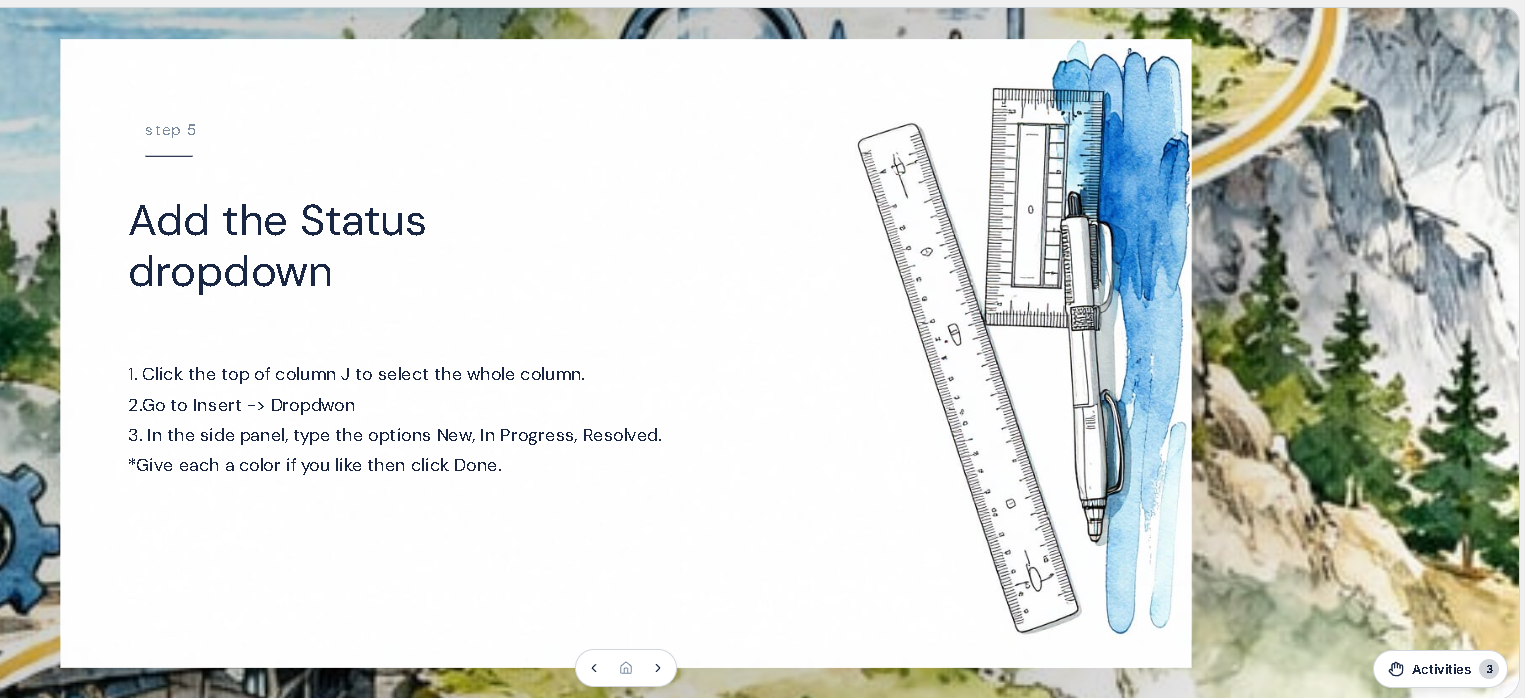 step 5
Add the Status
dropdown
1. Click the top of column J to select the whole column.
2.Go to Insert -> Dropdwon
3. In the side panel, type the options New, In Progress, Resolved.
*Give each a color if you like then click Done.
Activities 3